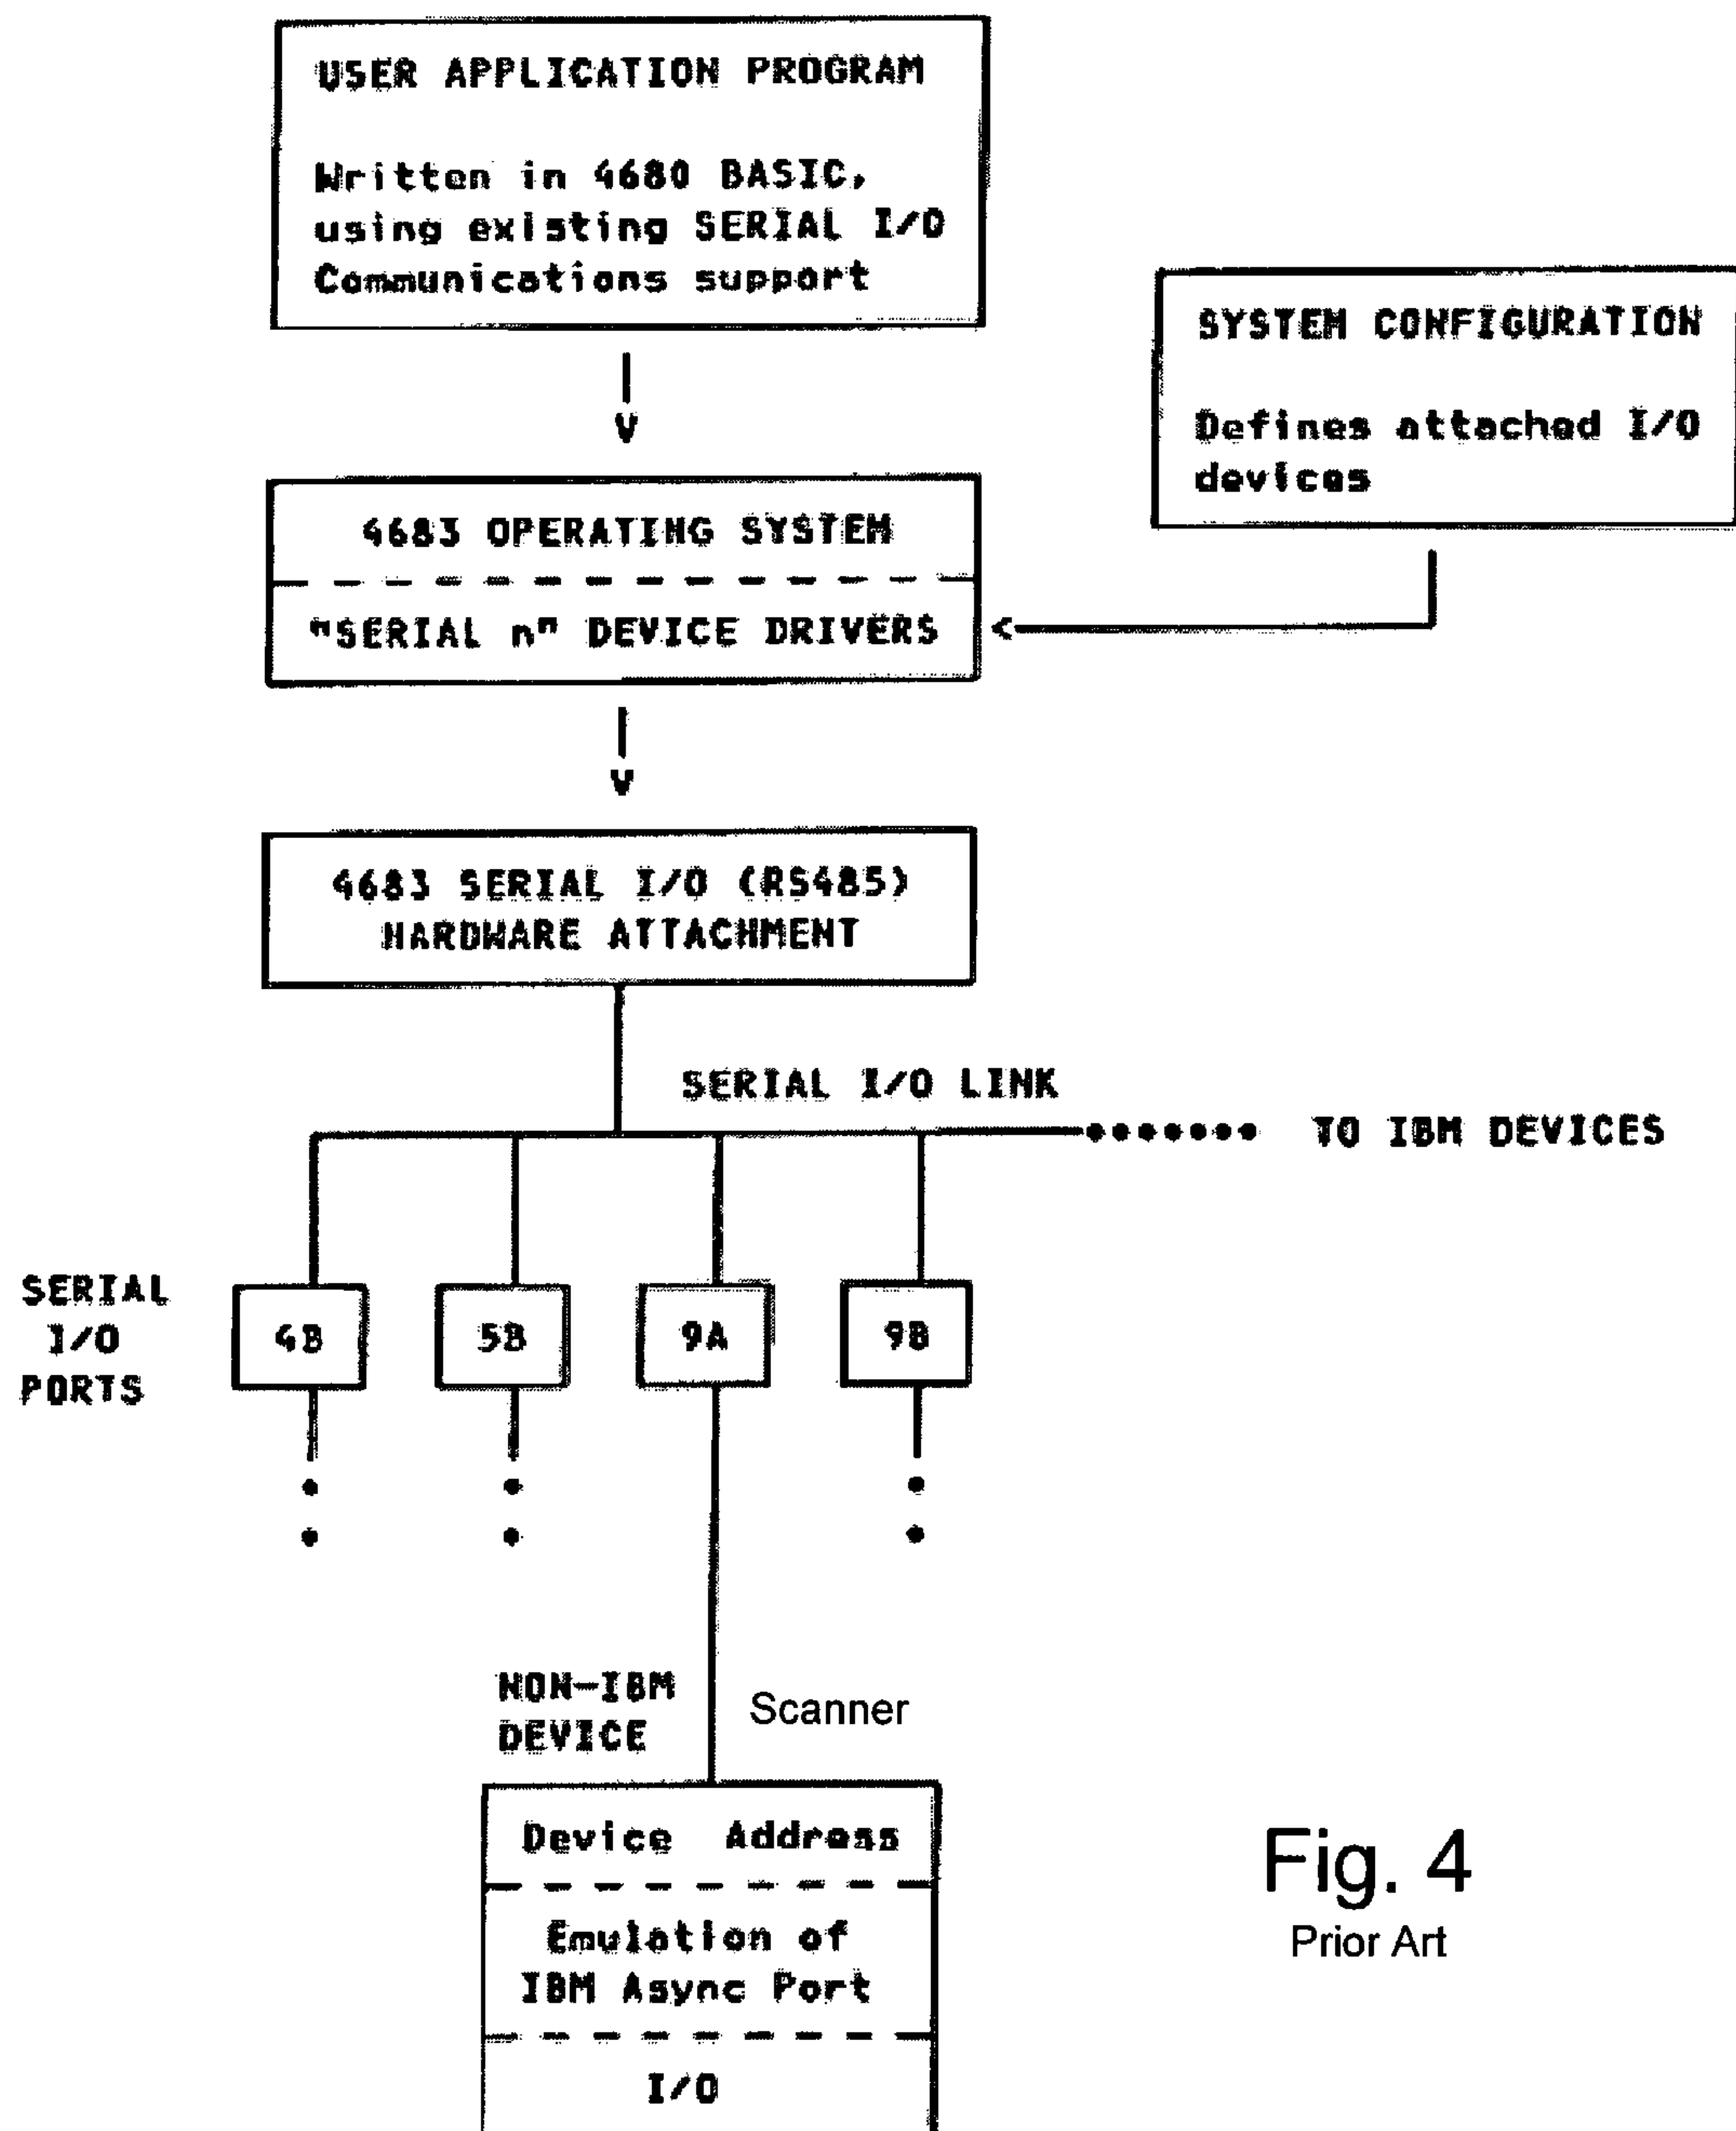 USER APPLICATION PROGRAM
Written in 4680 BASIC,
using existing SERIAL I/O
Communications support
SYSTEM CONFIGURATION
Defines attached I/O
devices
4683 OPERATING SYSTEM
"SERIAL n" DEVICE DRIVERS
4683 SERIAL I/O (RS485)
HARDWARE ATTACHMENT
SERIAL I/O LINK
TO IBM DEVICES
SERIAL
I/O
PORTS
4B
5B
9A
9B
NON-IBM
DEVICE
Scanner
Device Address
Emulation of
IBM Async Port
I/O
Fig. 4
Prior Art